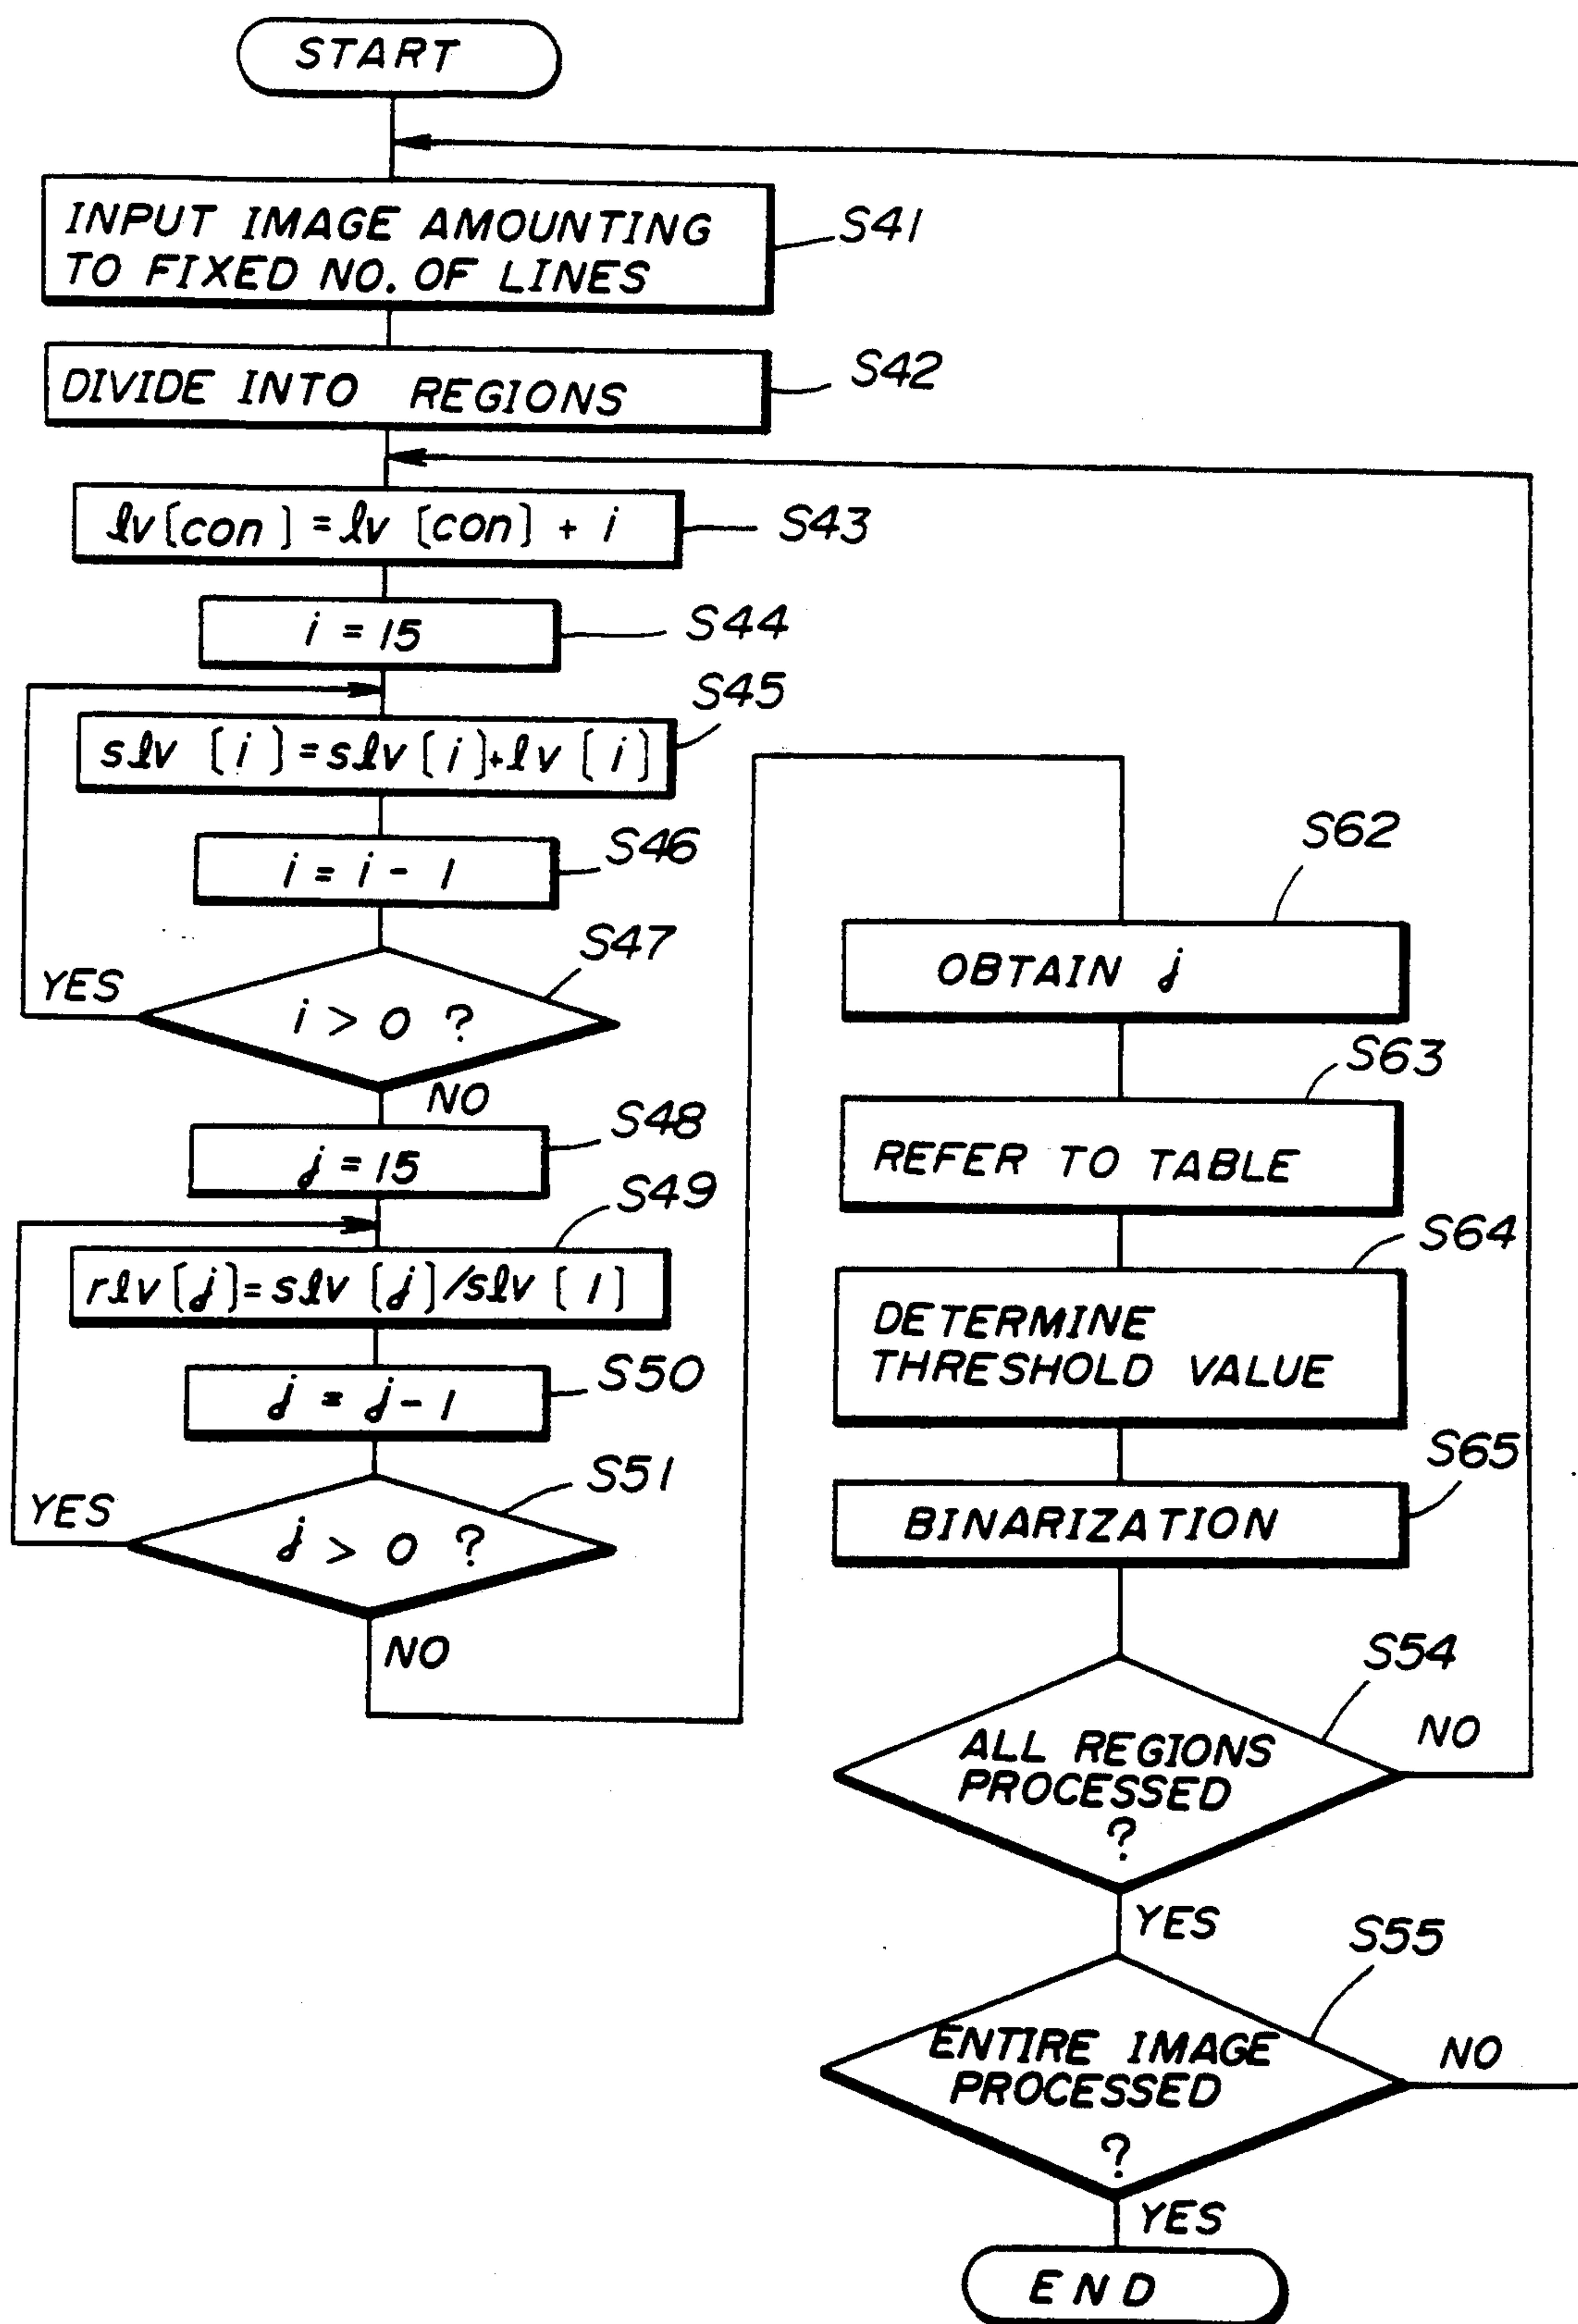 START
INPUT IMAGE AMOUNTING
TO FIXED NO. OF LINES
S41
DIVIDE INTO REGIONS
S42
lv [con] = lv [con] + i
S43
i = 15
S44
slv [i] = slv [i] + lv [i]
S45
i = i - 1
S46
i > 0 ?
S47
YES
NO
j = 15
S48
rlv [j] = slv [j] / slv [1]
S49
j = j - 1
S50
j > 0 ?
S51
YES
NO
OBTAIN j
S62
REFER TO TABLE
S63
DETERMINE
THRESHOLD VALUE
S64
BINARIZATION
S65
ALL REGIONS
PROCESSED
?
S54
NO
YES
ENTIRE IMAGE
PROCESSED
?
S55
NO
YES
END